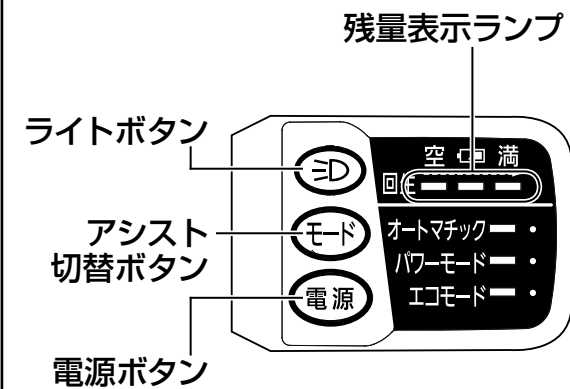 残量表示ランプ
ライトボタン
空 満
アシスト
切替ボタン
モード
オートマチック
パワーモード
エコモード
電源
電源ボタン